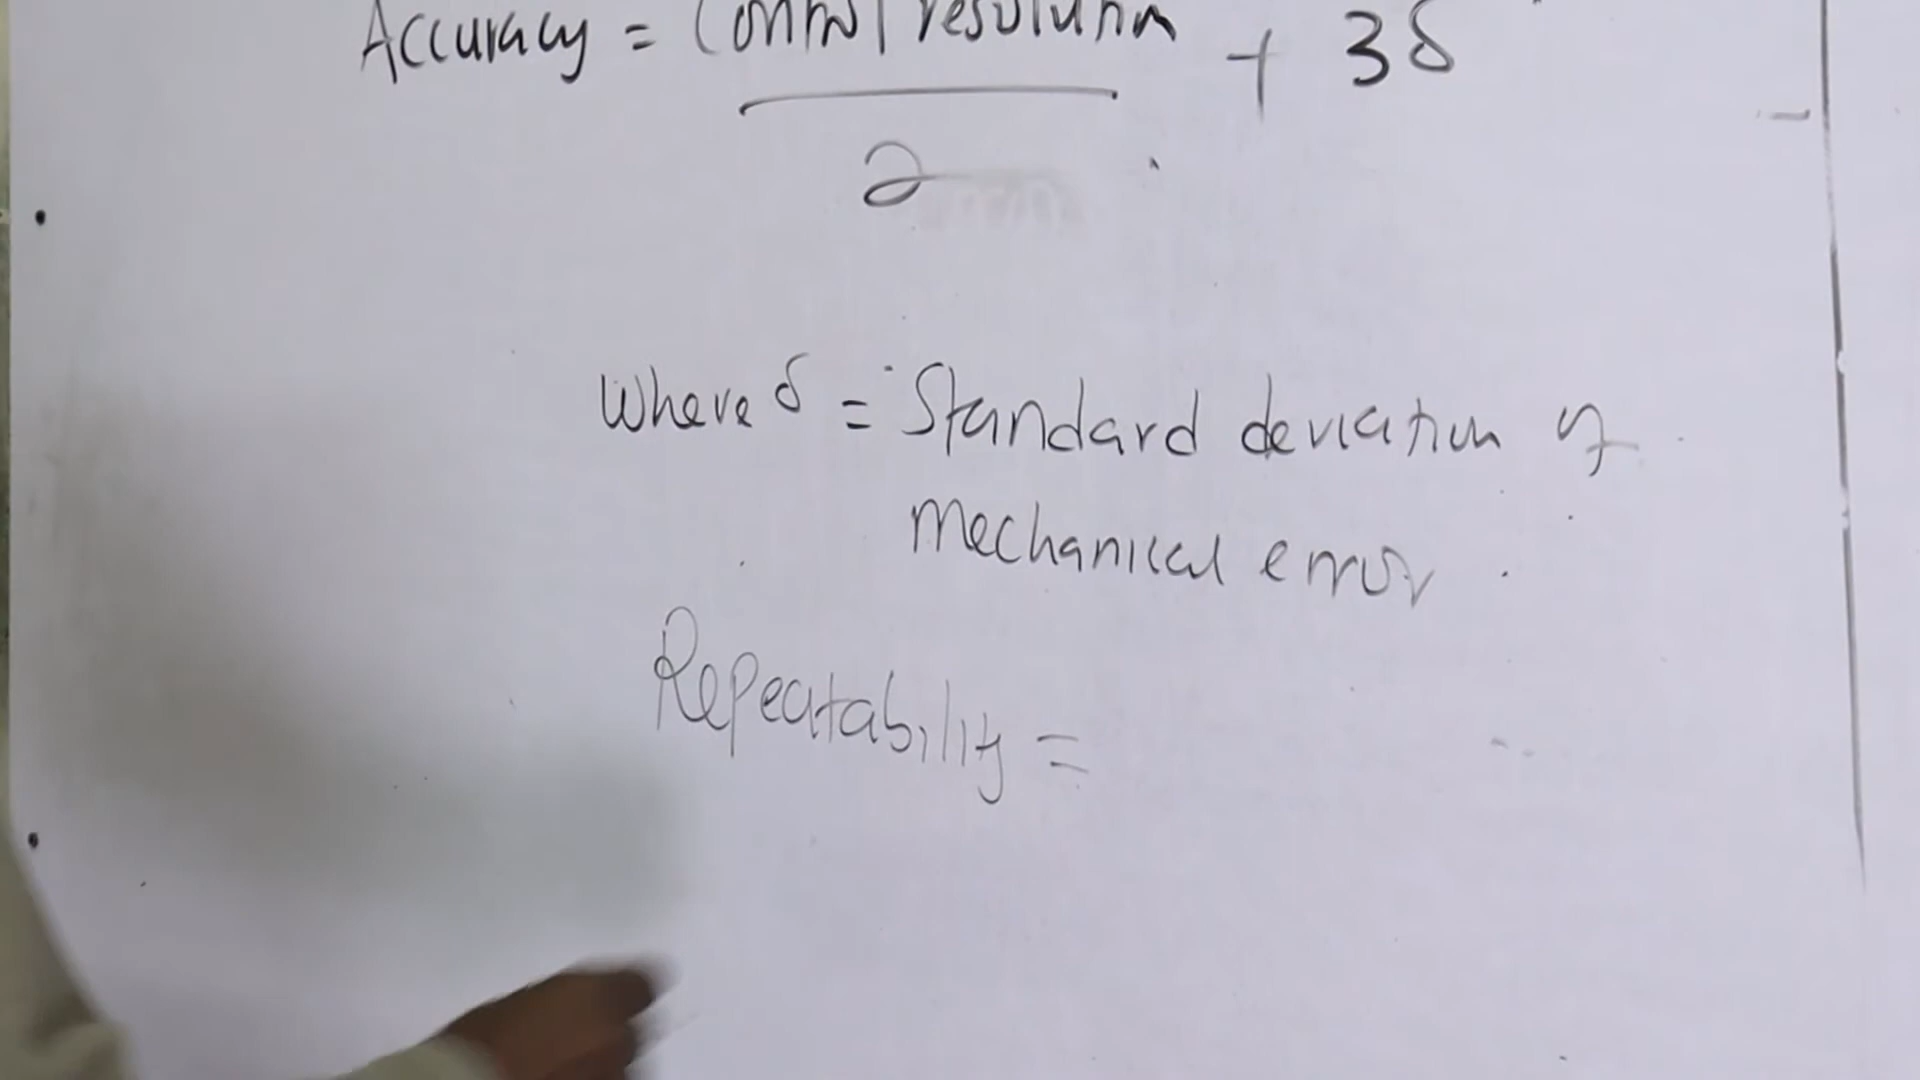 Accuracy = Control resolution + 3δ
2
Where δ = Standard deviation of
Mechanical error.
Repeatability =